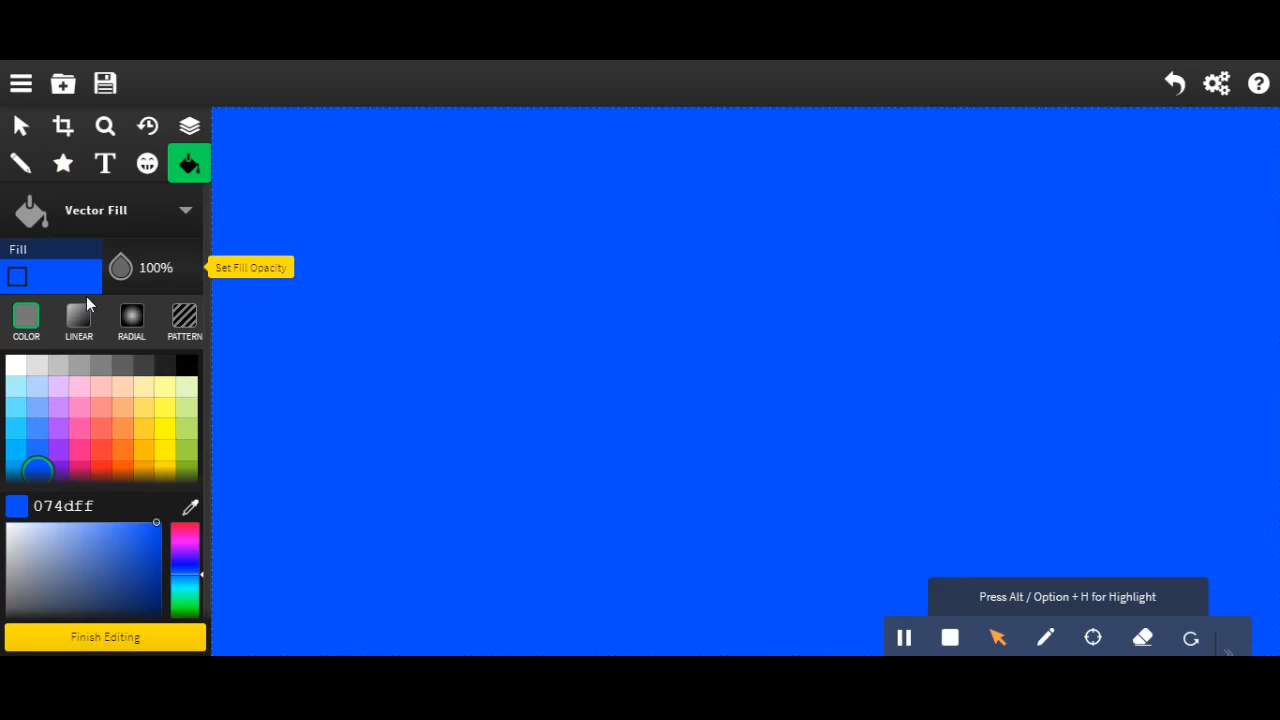 Vector Fill
Fill
100%
Set Fill Opacity
COLOR LINEAR RADIAL PATTERN
074dff
Finish Editing
Press Alt / Option + H for Highlight